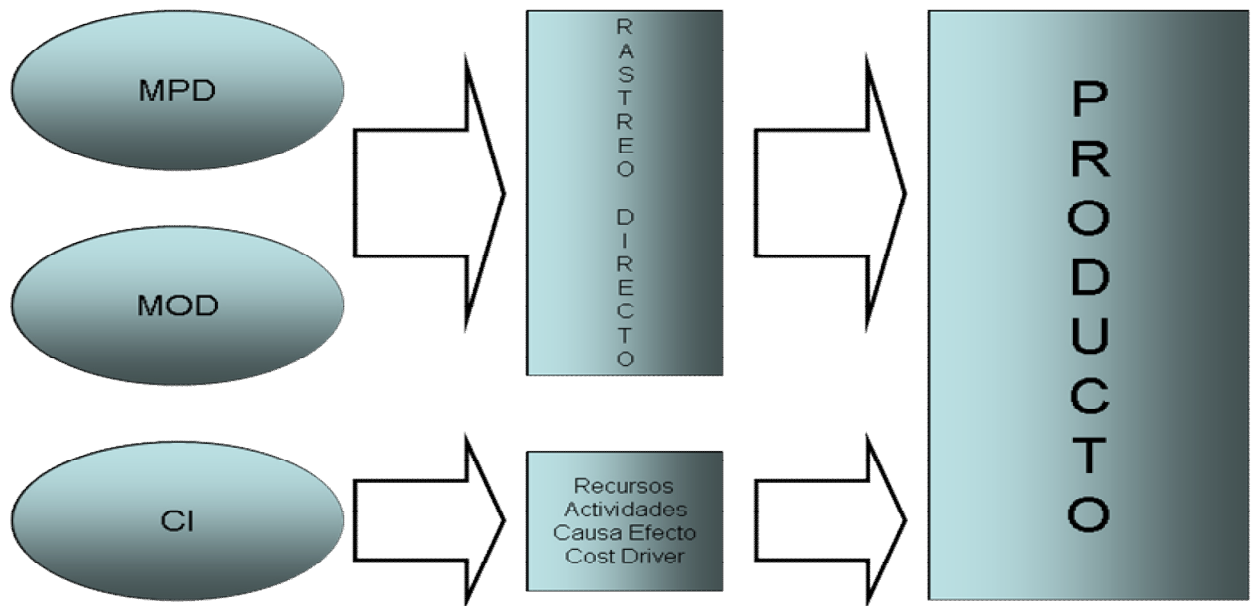 MPD
MOD
CI
RASTREO DIRECTO
Recursos
Actividades
Causa Efecto
Cost Driver
PRODUCTO